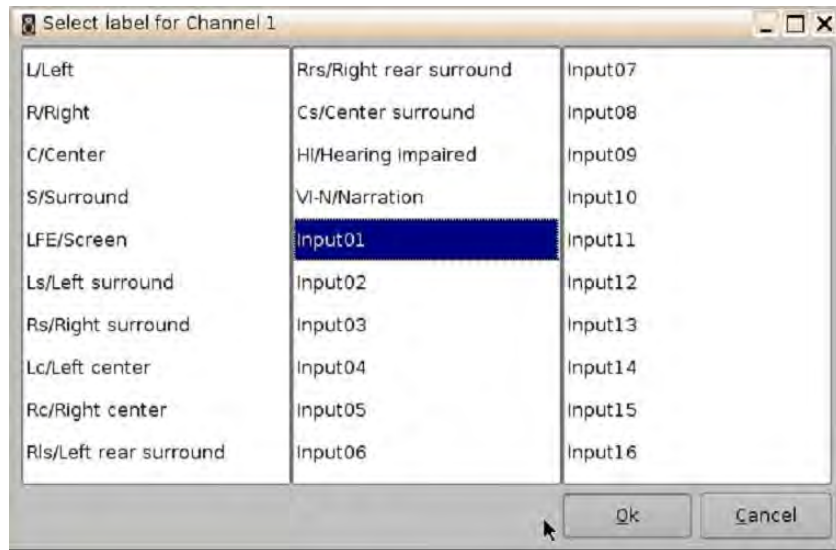 Select label for Channel 1
L/Left
R/Right
C/Center
S/Surround
LFE/Screen
Ls/Left surround
Rs/Right surround
Lc/Left center
Rc/Right center
Rls/Left rear surround
Rrs/Right rear surround
Cs/Center surround
HI/Hearing impaired
VI-N/Narration
Input01
Input02
Input03
Input04
Input05
Input06
Input07
Input08
Input09
Input10
Input11
Input12
Input13
Input14
Input15
Input16
Ok
Cancel